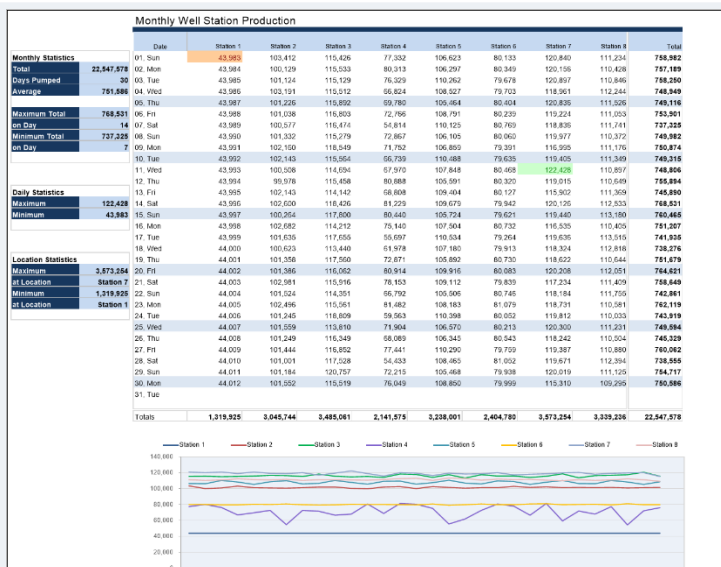 Monthly Well Station Production
Monthly Statistics
Total 22,547,578
Days Pumped 30
Average 751,586
Maximum Total 768,531
on Day 14
Minimum Total 737,325
on Day 7
Daily Statistics
Maximum 122,428
Minimum 43,983
Location Statistics
Maximum 3,573,254
at Location Station 7
Minimum 1,319,925
at Location Station 1
Date Station 1 Station 2 Station 3 Station 4 Station 5 Station 6 Station 7 Station 8 Total
01. Sun 43,983 103,412 115,426 77,332 106,623 80,133 120,840 111,234 758,982
02. Mon 43,984 100,129 115,533 80,313 106,297 80,349 120,156 110,428 757,189
03. Tue 43,985 101,124 115,129 76,329 110,262 79,678 120,897 110,846 758,250
04. Wed 43,986 103,191 115,512 66,824 108,527 79,703 118,961 112,244 748,949
05. Thu 43,987 101,226 115,892 69,780 105,464 80,404 120,835 111,526 749,116
06. Fri 43,988 101,038 116,803 72,766 108,791 80,239 119,224 111,053 753,901
07. Sat 43,989 100,577 116,474 54,814 110,125 80,769 118,836 111,741 737,325
08. Sun 43,990 101,332 115,279 72,867 106,105 80,060 119,977 110,372 749,982
09. Mon 43,991 102,150 118,549 71,752 106,859 79,391 116,995 111,176 750,874
10. Tue 43,992 102,143 115,564 66,739 110,488 79,635 119,405 111,349 749,315
11. Wed 43,993 100,508 114,694 67,970 107,848 80,468 122,428 110,897 748,806
12. Thu 43,994 99,978 115,458 80,888 105,591 80,320 119,015 110,649 755,894
13. Fri 43,995 102,143 114,142 68,808 109,404 80,127 115,902 111,369 745,890
14. Sat 43,996 102,600 118,426 81,229 109,679 79,942 120,126 112,533 768,531
15. Sun 43,997 100,264 117,800 80,440 105,724 79,621 119,440 113,180 760,465
16. Mon 43,998 102,682 114,212 75,140 107,504 80,732 116,535 110,405 751,207
17. Tue 43,999 101,635 117,655 55,697 110,534 79,264 119,636 113,515 741,935
18. Wed 44,000 100,623 113,440 61,978 107,180 79,913 118,324 112,818 738,276
19. Thu 44,001 101,358 117,560 72,871 105,892 80,730 118,622 110,644 751,679
20. Fri 44,002 101,386 116,062 80,914 109,916 80,083 120,208 112,051 764,621
21. Sat 44,003 102,981 115,916 78,153 109,112 79,839 117,234 111,409 758,649
22. Sun 44,004 101,524 114,351 66,792 105,506 80,746 118,184 111,755 742,861
23. Mon 44,005 102,496 115,561 81,482 108,183 81,079 118,731 110,581 762,119
24. Tue 44,006 101,245 118,809 59,563 110,398 80,052 119,812 110,033 743,919
25. Wed 44,007 101,559 113,810 71,904 106,570 80,213 120,300 111,231 749,594
26. Thu 44,008 101,249 116,349 68,089 106,345 80,543 118,242 110,504 745,329
27. Fri 44,009 101,444 116,852 77,441 110,290 79,759 119,387 110,880 760,062
28. Sat 44,010 101,001 117,528 54,433 108,465 81,052 119,671 112,394 738,555
29. Sun 44,011 101,184 120,757 72,215 105,468 79,938 120,019 111,125 754,717
30. Mon 44,012 101,552 115,519 76,049 108,850 79,999 115,310 109,295 750,586
31. Tue
Totals 1,319,925 3,045,744 3,485,061 2,141,575 3,238,001 2,404,780 3,573,254 3,339,236 22,547,578
Station 1 Station 2 Station 3 Station 4 Station 5 Station 6 Station 7 Station 8
140,000
120,000
100,000
80,000
60,000
40,000
20,000